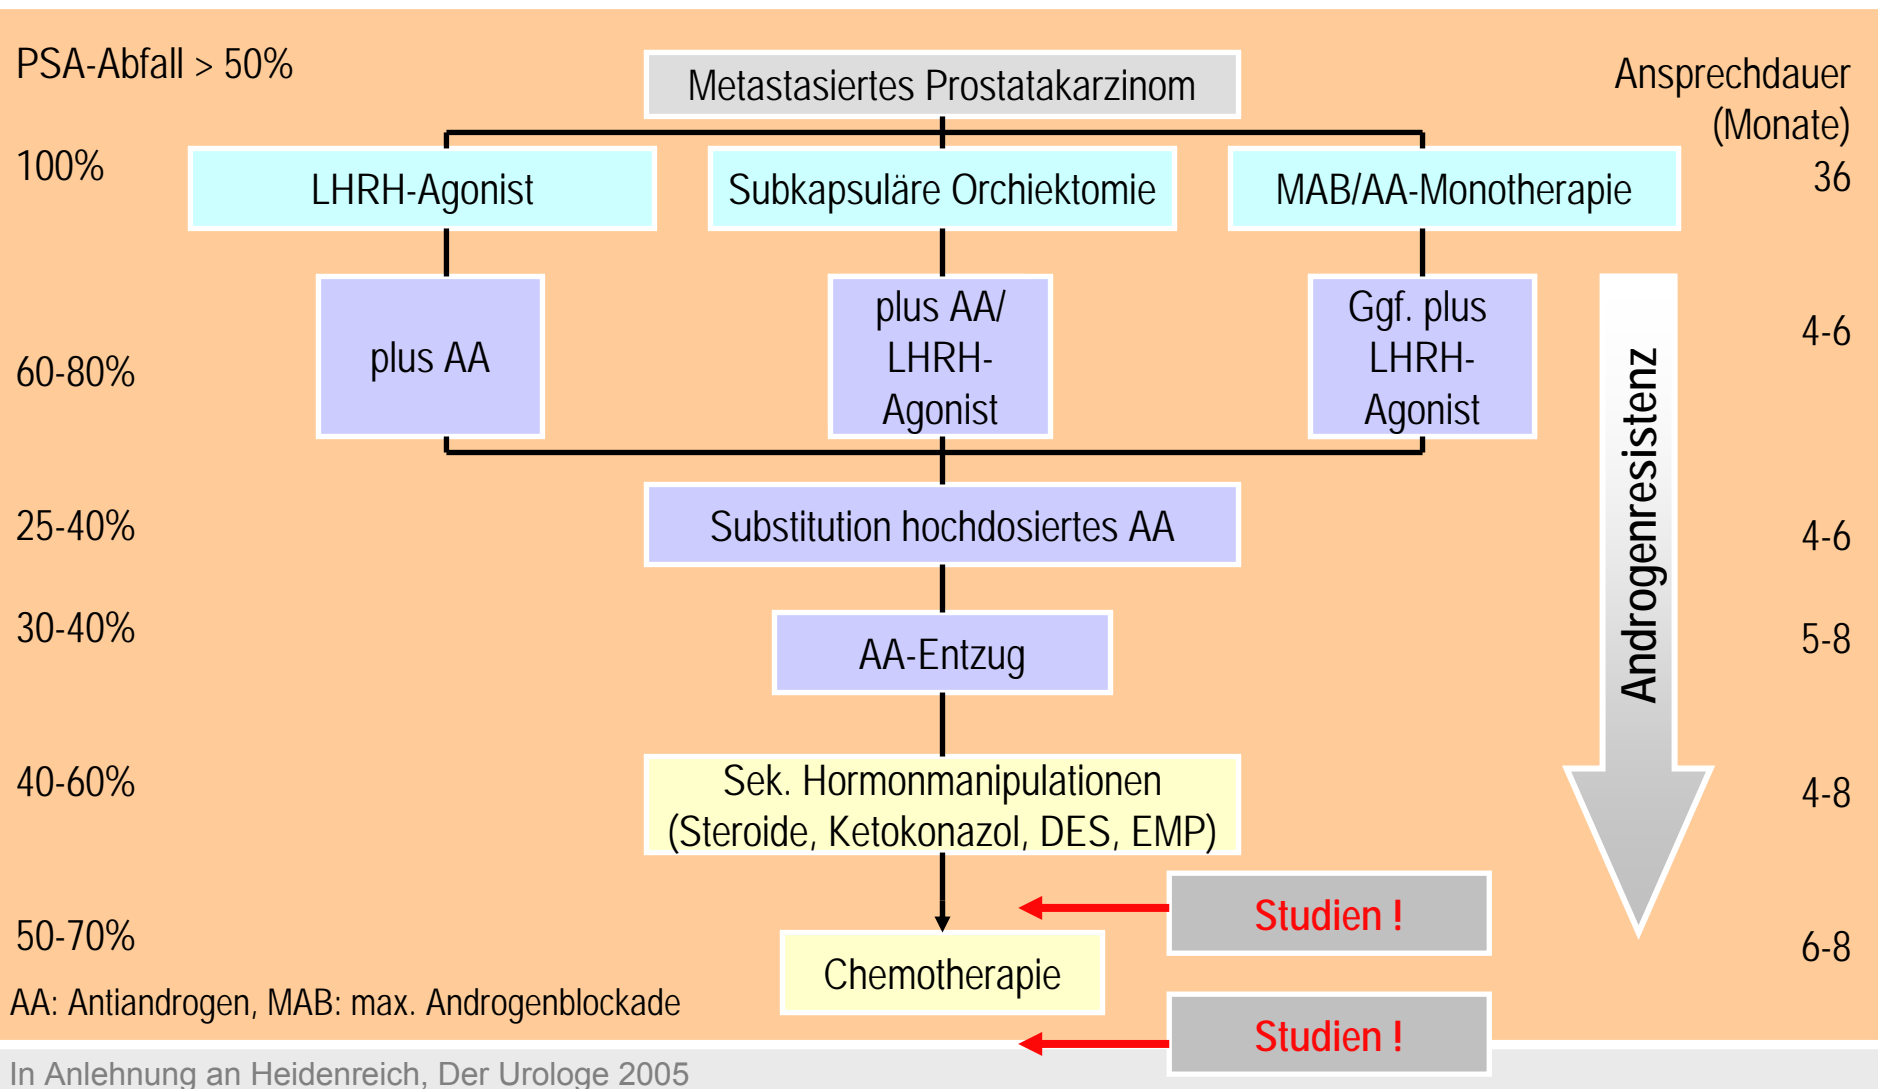 PSA-Abfall > 50%
Metastasiertes Prostatakarzinom
Ansprechdauer
(Monate)
100%
LHRH-Agonist
Subkapsuläre Orchiektomie
MAB/AA-Monotherapie
36
60-80%
plus AA
plus AA/
LHRH-
Agonist
Ggf. plus
LHRH-
Agonist
4-6
Androgenresistenz
25-40%
Substitution hochdosiertes AA
4-6
30-40%
AA-Entzug
5-8
40-60%
Sek. Hormonmanipulationen
(Steroide, Ketokonazol, DES, EMP)
4-8
Studien !
50-70%
Chemotherapie
6-8
AA: Antiandrogen, MAB: max. Androgenblockade
Studien !
In Anlehnung an Heidenreich, Der Urologe 2005